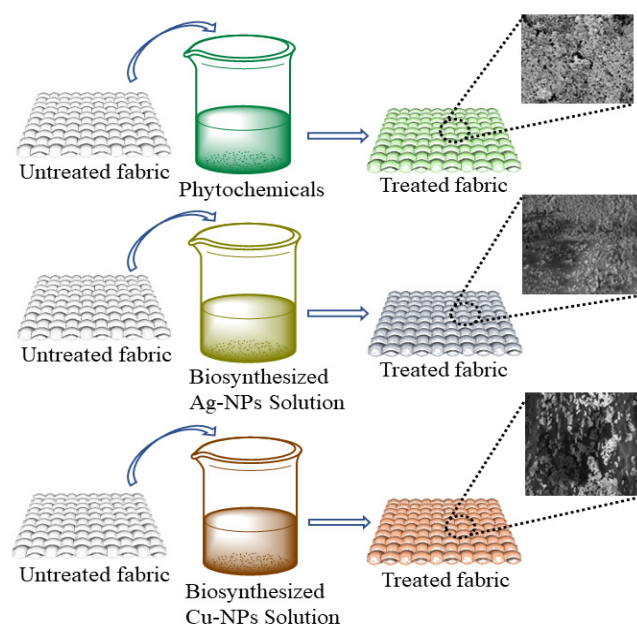 Untreated fabric
Phytochemicals
Treated fabric
Untreated fabric
Biosynthesized
Ag-NPs Solution
Treated fabric
Untreated fabric
Biosynthesized
Cu-NPs Solution
Treated fabric